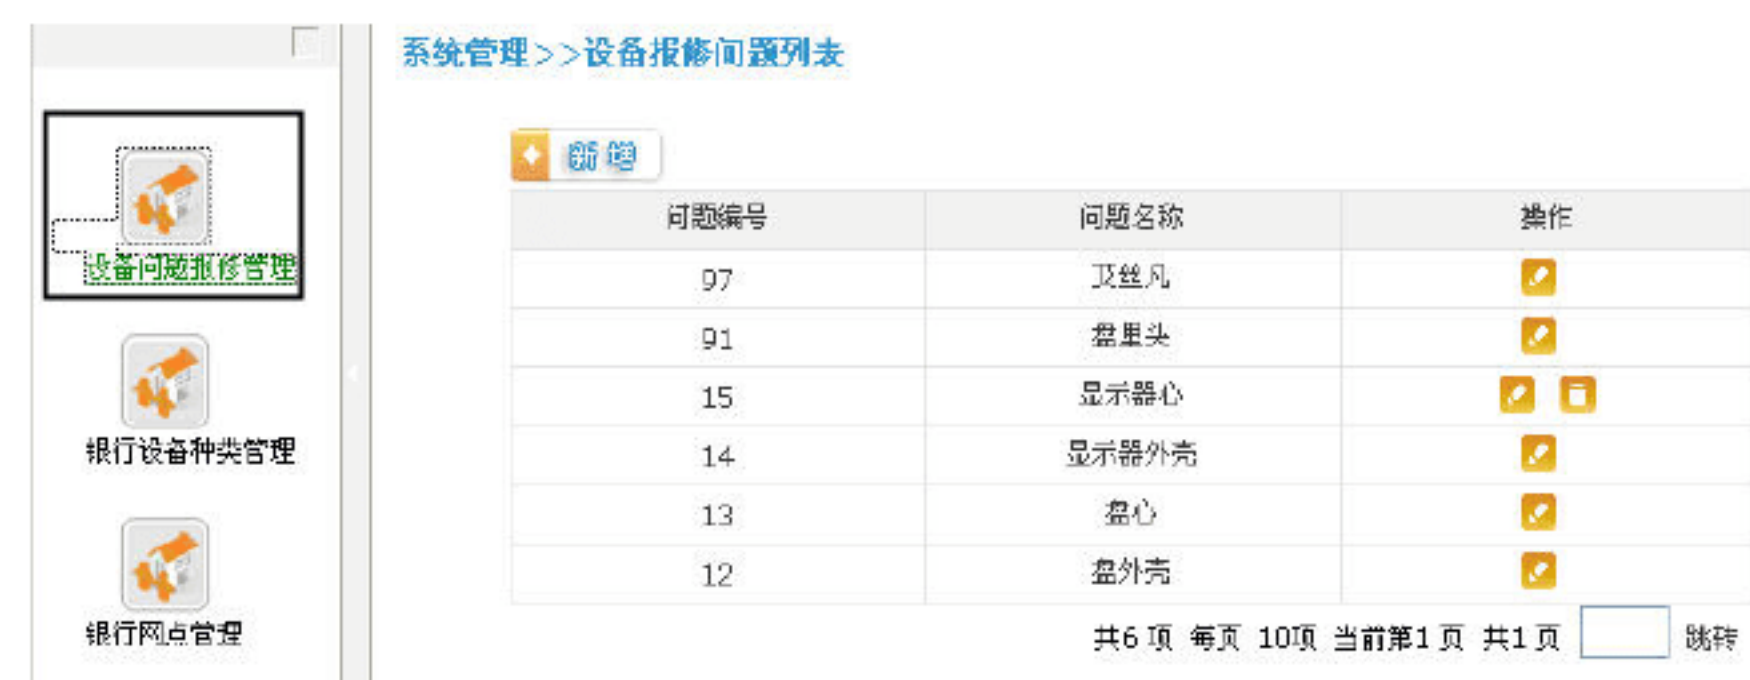 系统管理>>设备报修问题列表
设备问题报修管理
银行设备种类管理
银行网点管理
新增
问题编号 问题名称 操作
97
91 盘里头
15 显示器心
14 显示器外壳
13 盘心
12 盘外壳
共6项 每页 10项 当前第1页 共1页 跳转